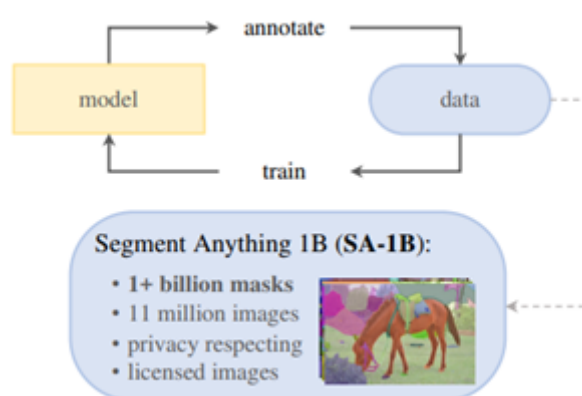 annotate
model
data
train
Segment Anything 1B (SA-1B):
• 1+ billion masks
• 11 million images
• privacy respecting
• licensed images